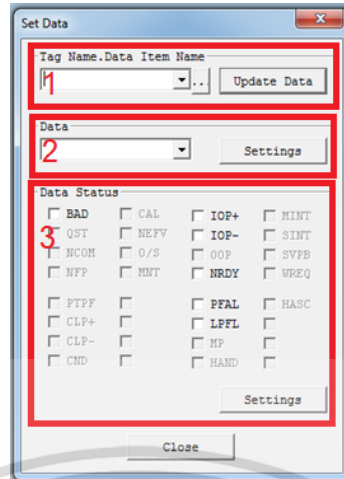 Set Data
Tag Name.Data Item Name
1
... Update Data
Data
2
Settings
Data Status
3
BAD CAL IOP+ MINT
QST NEFV IOP- SINT
NCOM O/S OOP SVPB
NFP MNT NRDY WREQ
PTPF PFAL HASC
CLP+ LPFL
CLP- MP
CND HAND
Settings
Close